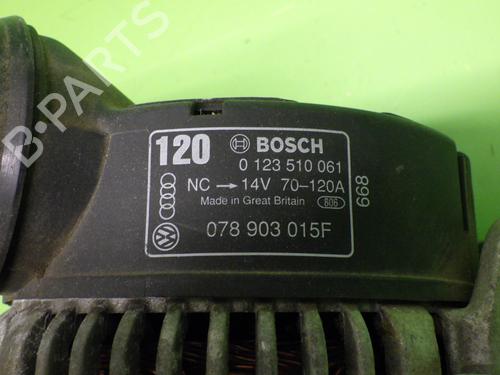 120 BOSCH
0 123 510 061
NC → 14V 70–120A
Made in Great Britain 806
078 903 015F
668